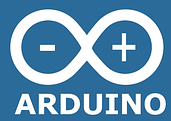 - +
ARDUINO